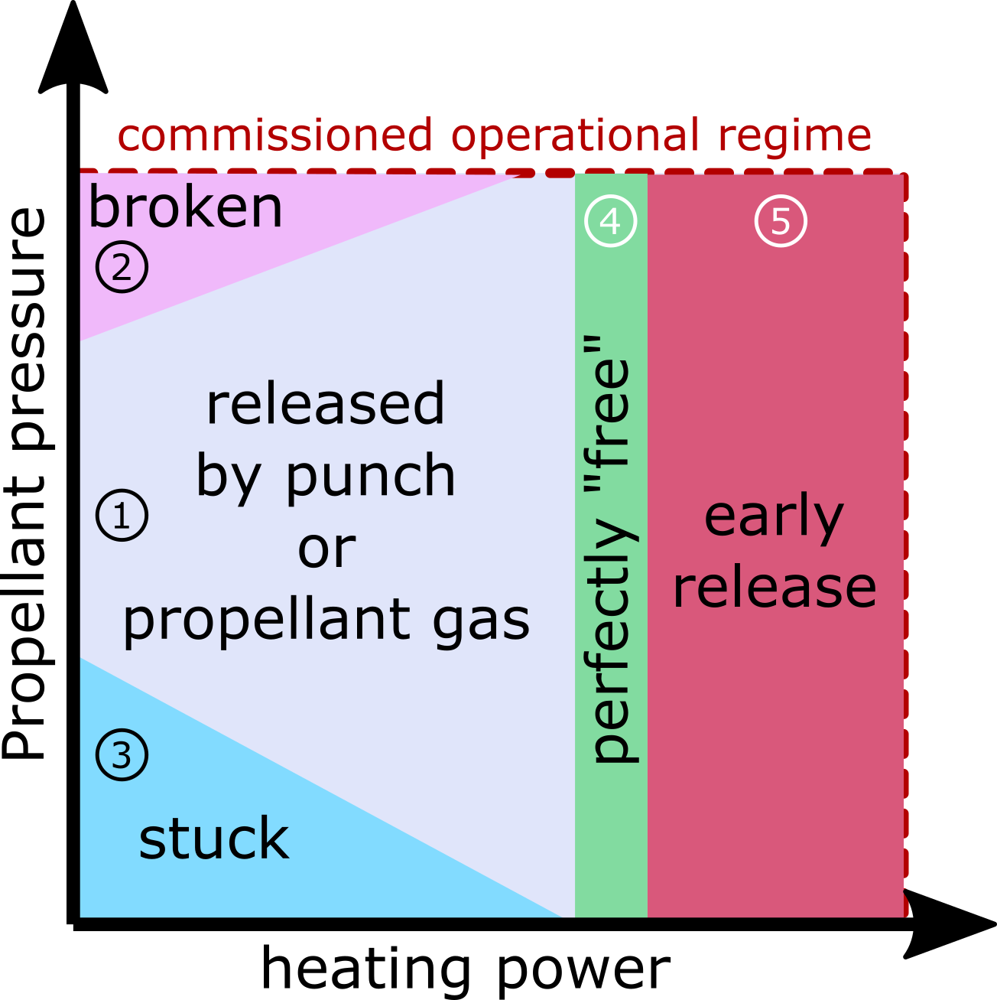 commissioned operational regime
broken
②
④
⑤
Propellant pressure
released
by punch
or
propellant gas
①
perfectly "free"
early
release
③
stuck
heating power